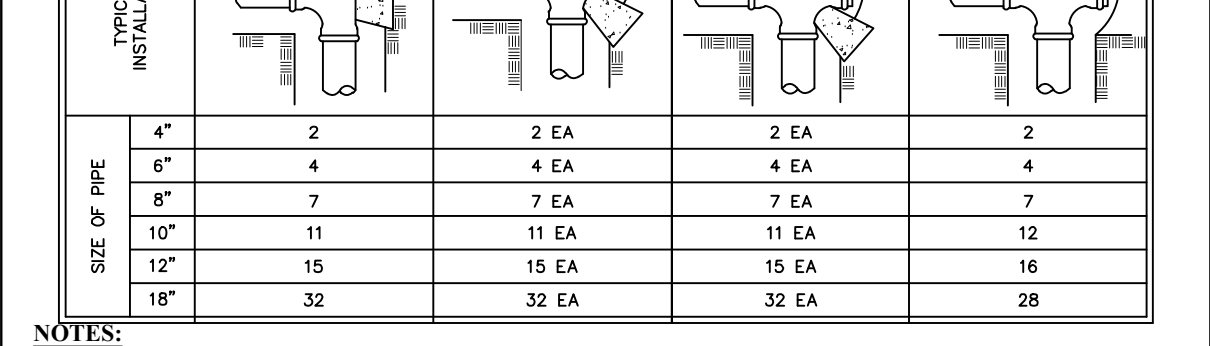 TYPIC
INSTALLA
SIZE OF PIPE
4" 2 2 EA 2 EA 2
6" 4 4 EA 4 EA 4
8" 7 7 EA 7 EA 7
10" 11 11 EA 11 EA 12
12" 15 15 EA 15 EA 16
18" 32 32 EA 32 EA 28
NOTES: